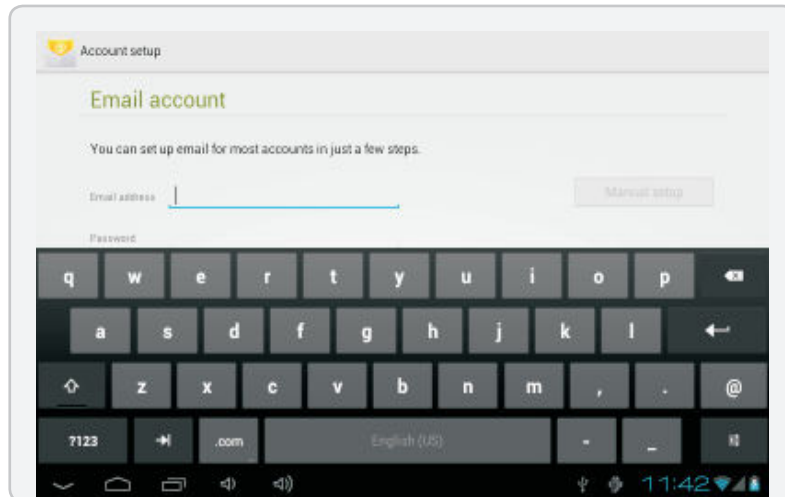 Account setup
Email account
You can set up email for most accounts in just a few steps.
Email address
Manual setup
Password
q w e r t y u i o p
a s d f g h j k l
z x c v b n m , . @
?123 .com English (US) - _
11:42